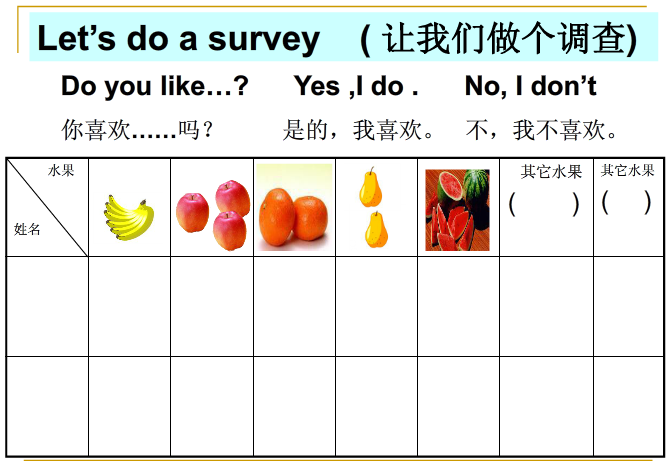 Let's do a survey ( 让我们做个调查)
Do you like…? Yes ,I do . No, I don't
你喜欢……吗？ 是的，我喜欢。 不，我不喜欢。
水果 其它水果 其它水果
姓名 ( ) ( )